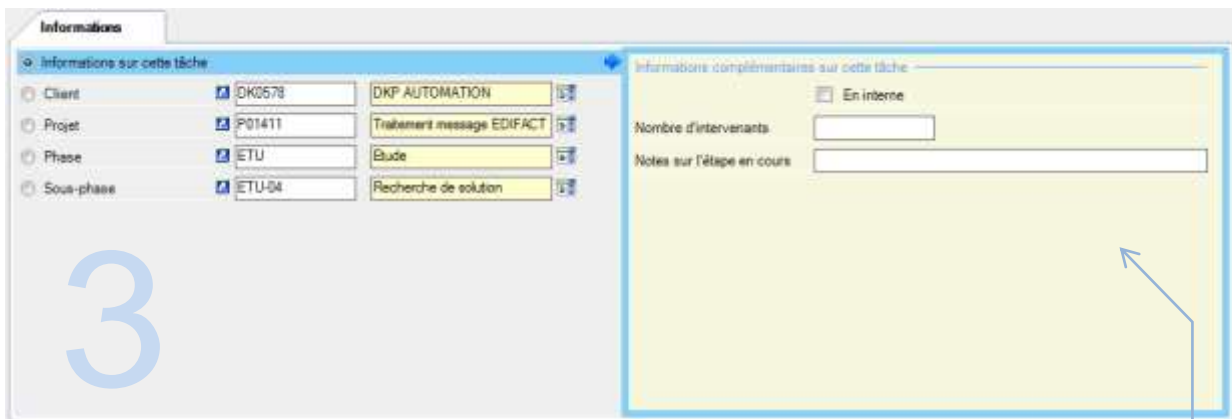 Informations
Informations sur cette tâche
Client DK0578 DKP AUTOMATION
Projet P01411 Traitement message EDIFACT
Phase ETU Etude
Sous-phase ETU-04 Recherche de solution
Informations complémentaires sur cette tâche
En interne
Nombre d'intervenants
Notes sur l'étape en cours
3